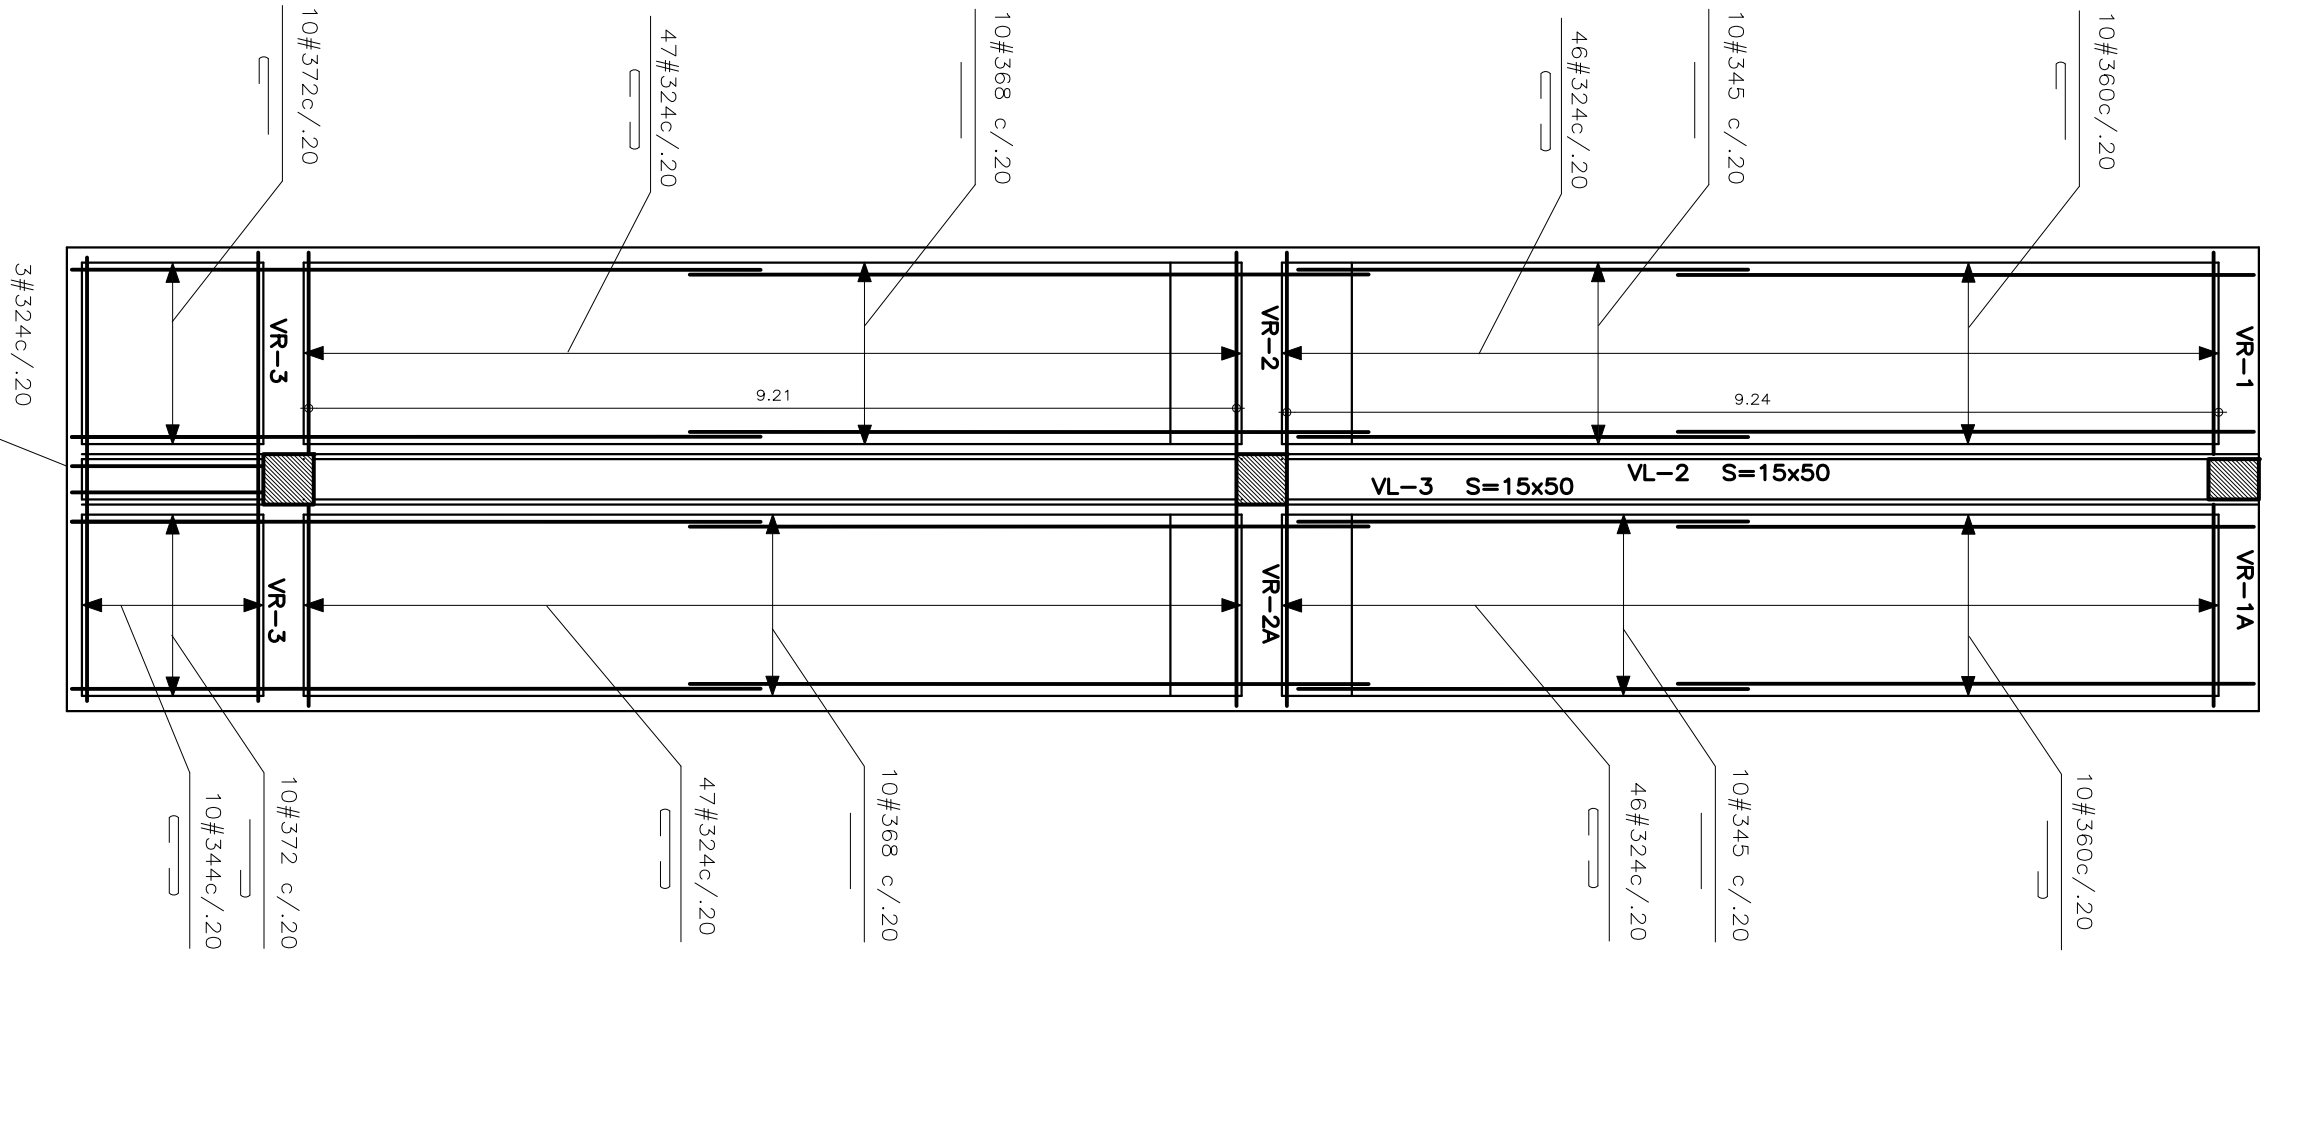 10#372c/.20
47#324c/.20
10#368 c/.20
46#324c/.20
10#345 c/.20
10#360c/.20
3#324c/.20
VR-3
VR-2
VR-1
9.21
9.24
VL-3 S=15x50
VL-2 S=15x50
VR-3
VR-2A
VR-1A
10#344c/.20
10#372 c/.20
47#324c/.20
10#368 c/.20
46#324c/.20
10#345 c/.20
10#360c/.20